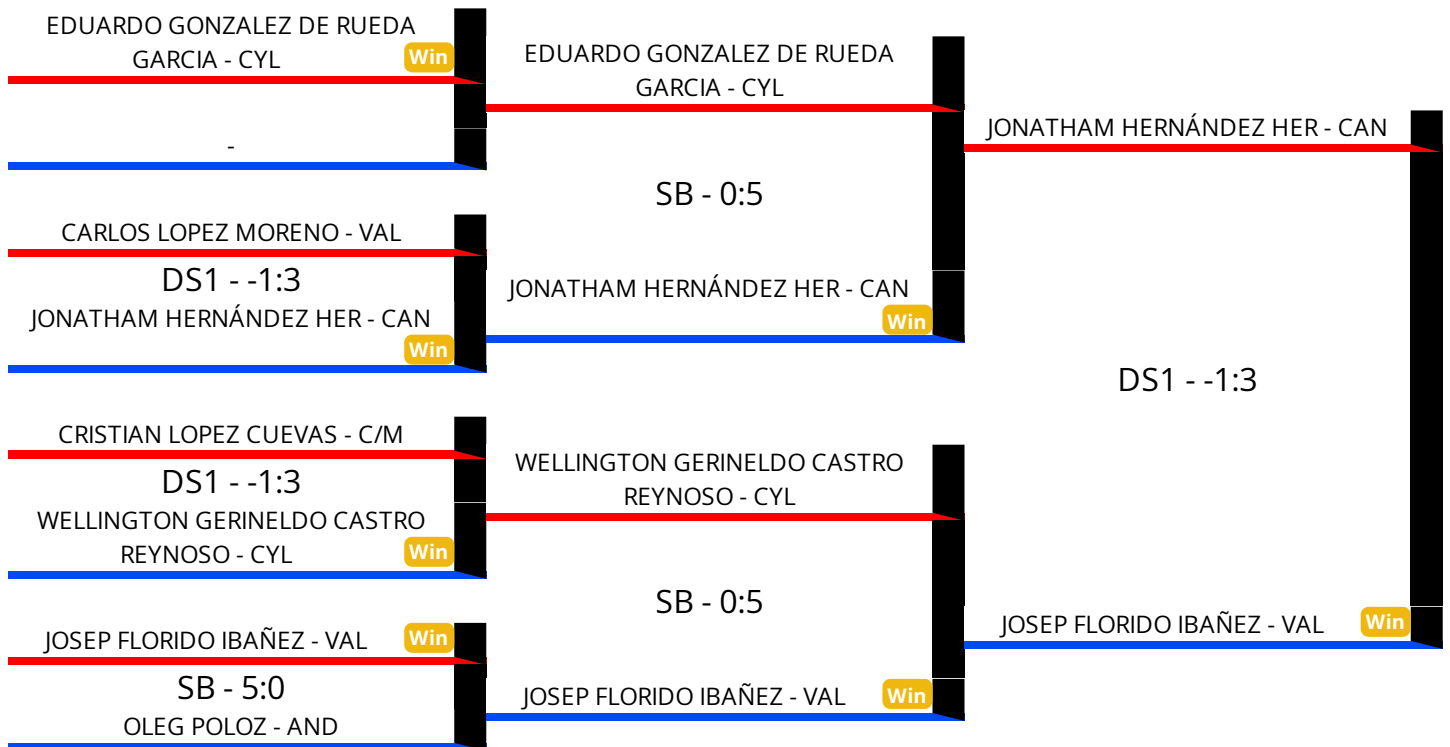 EDUARDO GONZALEZ DE RUEDA
GARCIA - CYL
Win
-
CARLOS LOPEZ MORENO - VAL
DS1 - -1:3
JONATHAM HERNÁNDEZ HER - CAN
Win
CRISTIAN LOPEZ CUEVAS - C/M
DS1 - -1:3
WELLINGTON GERINELDO CASTRO
REYNOSO - CYL
Win
JOSEP FLORIDO IBAÑEZ - VAL
Win
SB - 5:0
OLEG POLOZ - AND
EDUARDO GONZALEZ DE RUEDA
GARCIA - CYL
SB - 0:5
JONATHAM HERNÁNDEZ HER - CAN
Win
WELLINGTON GERINELDO CASTRO
REYNOSO - CYL
SB - 0:5
JOSEP FLORIDO IBAÑEZ - VAL
Win
JONATHAM HERNÁNDEZ HER - CAN
DS1 - -1:3
JOSEP FLORIDO IBAÑEZ - VAL
Win